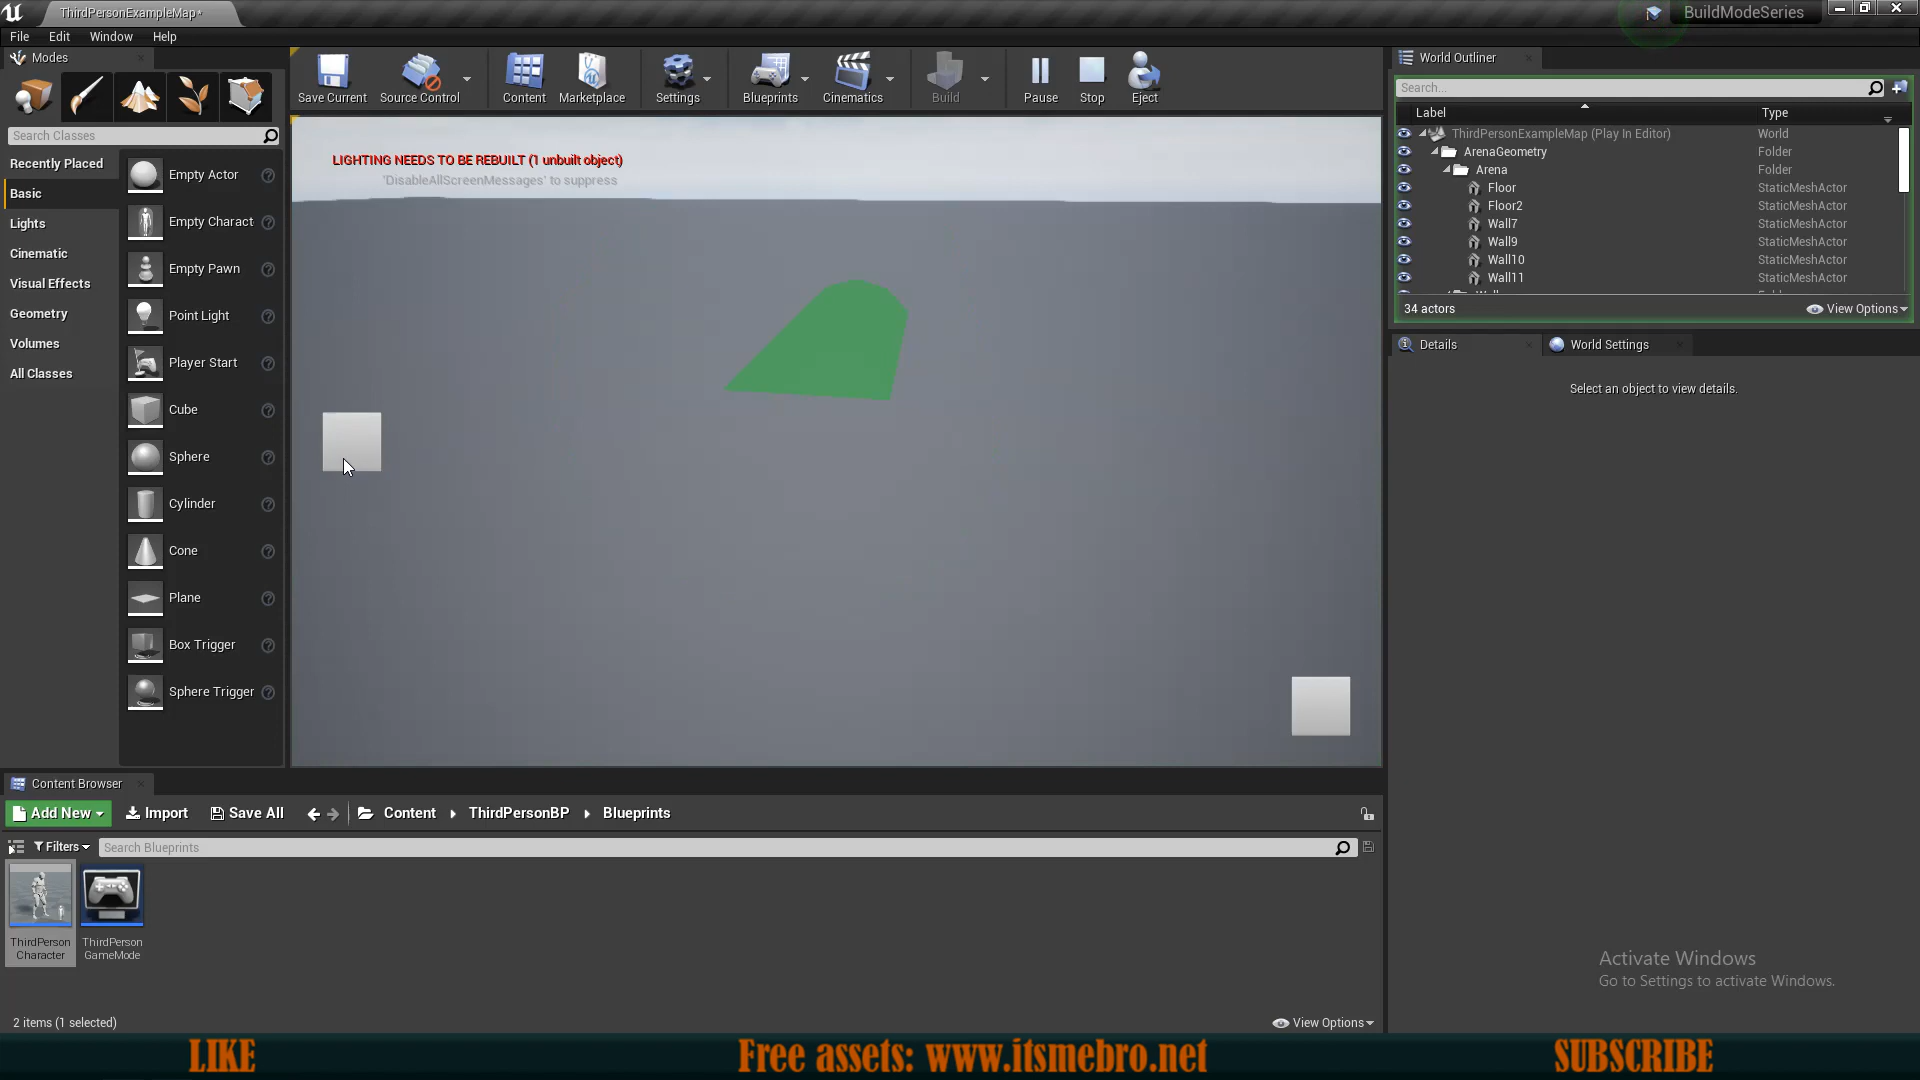 ThirdPersonExampleMap*
BuildModeSeries
File Edit Window Help
Modes
Save Current
Source Control
Content
Marketplace
Settings
Blueprints
Cinematics
Build
Pause
Stop
Eject
World Outliner
Search...
Label Type
ThirdPersonExampleMap (Play In Editor) World
ArenaGeometry Folder
Arena Folder
Floor StaticMeshActor
Floor2 StaticMeshActor
Wall7 StaticMeshActor
Wall9 StaticMeshActor
Wall10 StaticMeshActor
Wall11 StaticMeshActor
34 actors
View Options
Details
World Settings
Select an object to view details.
Search Classes
Recently Placed
Basic
Lights
Cinematic
Visual Effects
Geometry
Volumes
All Classes
Empty Actor
Empty Charact
Empty Pawn
Point Light
Player Start
Cube
Sphere
Cylinder
Cone
Plane
Box Trigger
Sphere Trigger
LIGHTING NEEDS TO BE REBUILT (1 unbuilt object)
'DisableAllScreenMessages' to suppress
Content Browser
Add New
Import
Save All
Content
ThirdPersonBP
Blueprints
Filters
Search Blueprints
ThirdPerson
Character
ThirdPerson
GameMode
2 items (1 selected)
View Options
Activate Windows
Go to Settings to activate Windows.
LIKE
Free assets: www.itsmebro.net
SUBSCRIBE